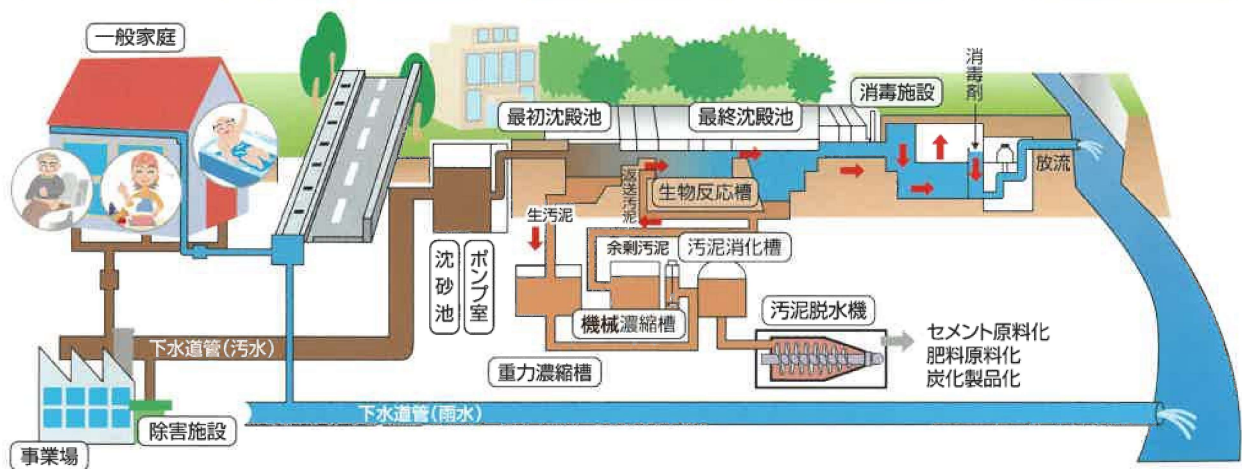 一般家庭
最初沈殿池
最終沈殿池
消毒施設
消毒剤
放流
返送汚泥
生物反応槽
生汚泥
余剰汚泥
汚泥消化槽
沈砂池
ポンプ室
機械濃縮槽
重力濃縮槽
汚泥脱水機
セメント原料化
肥料原料化
炭化製品化
下水道管(汚水)
下水道管(雨水)
除害施設
事業場